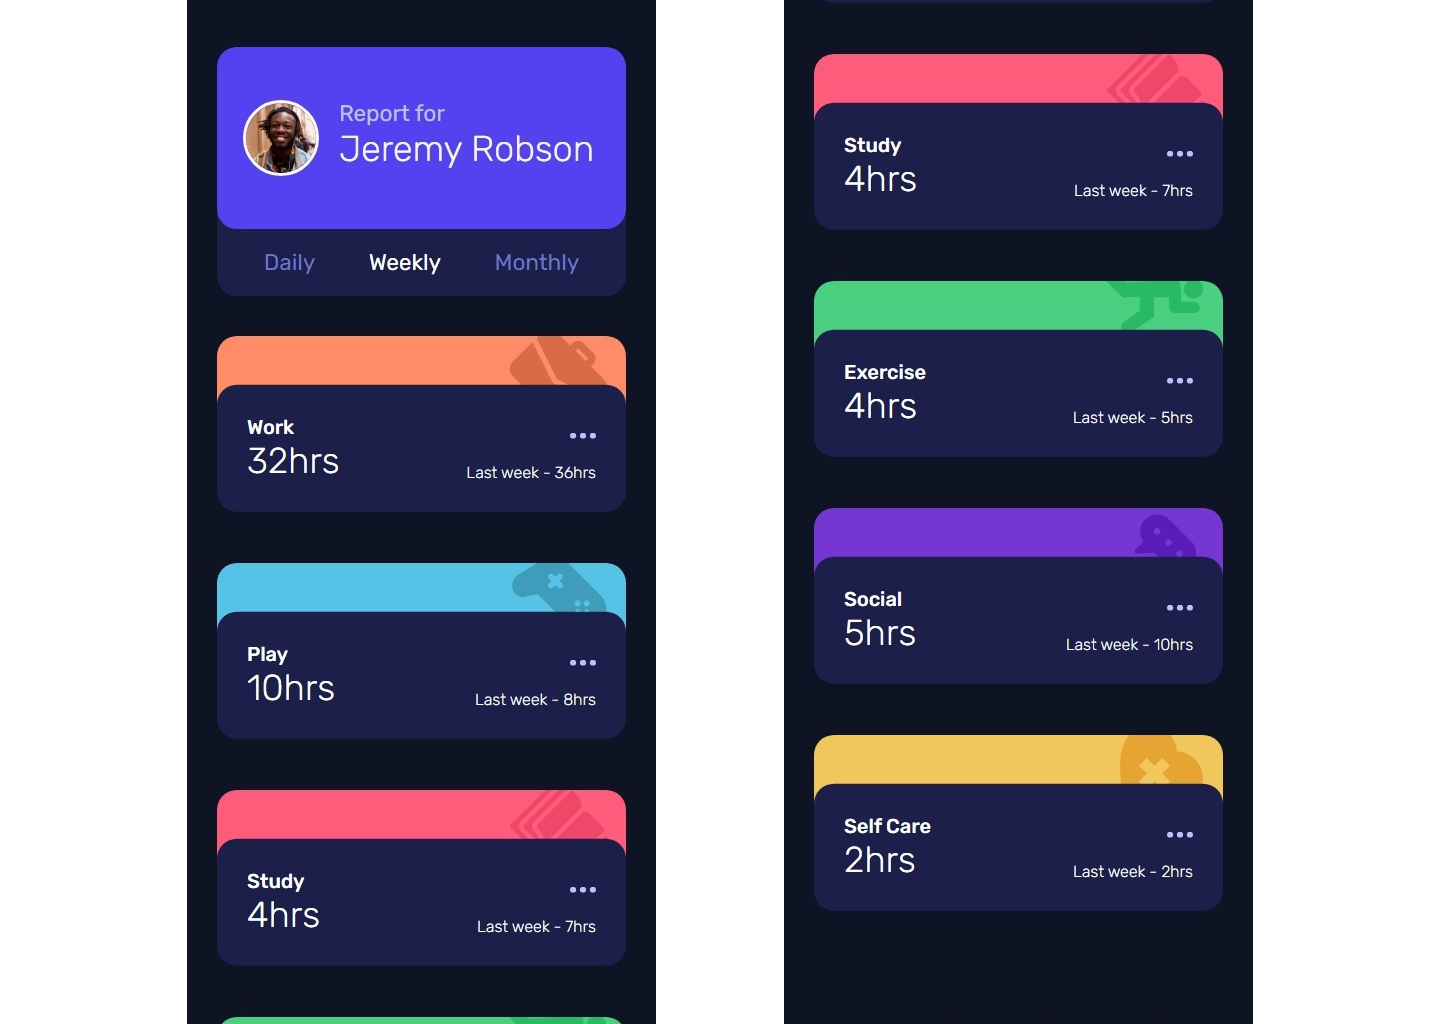 Report for
Jeremy Robson
Daily Weekly Monthly
Work
32hrs
Last week - 36hrs
Play
10hrs
Last week - 8hrs
Study
4hrs
Last week - 7hrs
Study
4hrs
Last week - 7hrs
Exercise
4hrs
Last week - 5hrs
Social
5hrs
Last week - 10hrs
Self Care
2hrs
Last week - 2hrs